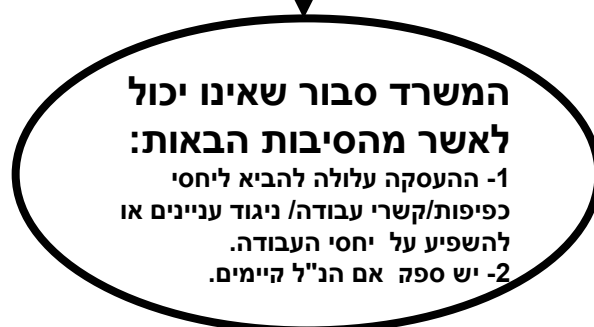 המשרד סבור שאינו יכול
לאשר מהסיבות הבאות:
1- ההעסקה עלולה להביא ליחסי
כפיפות/קשרי עבודה/ ניגוד עניינים או
להשפיע על יחסי העבודה.
2- יש ספק אם הנ"ל קיימים.